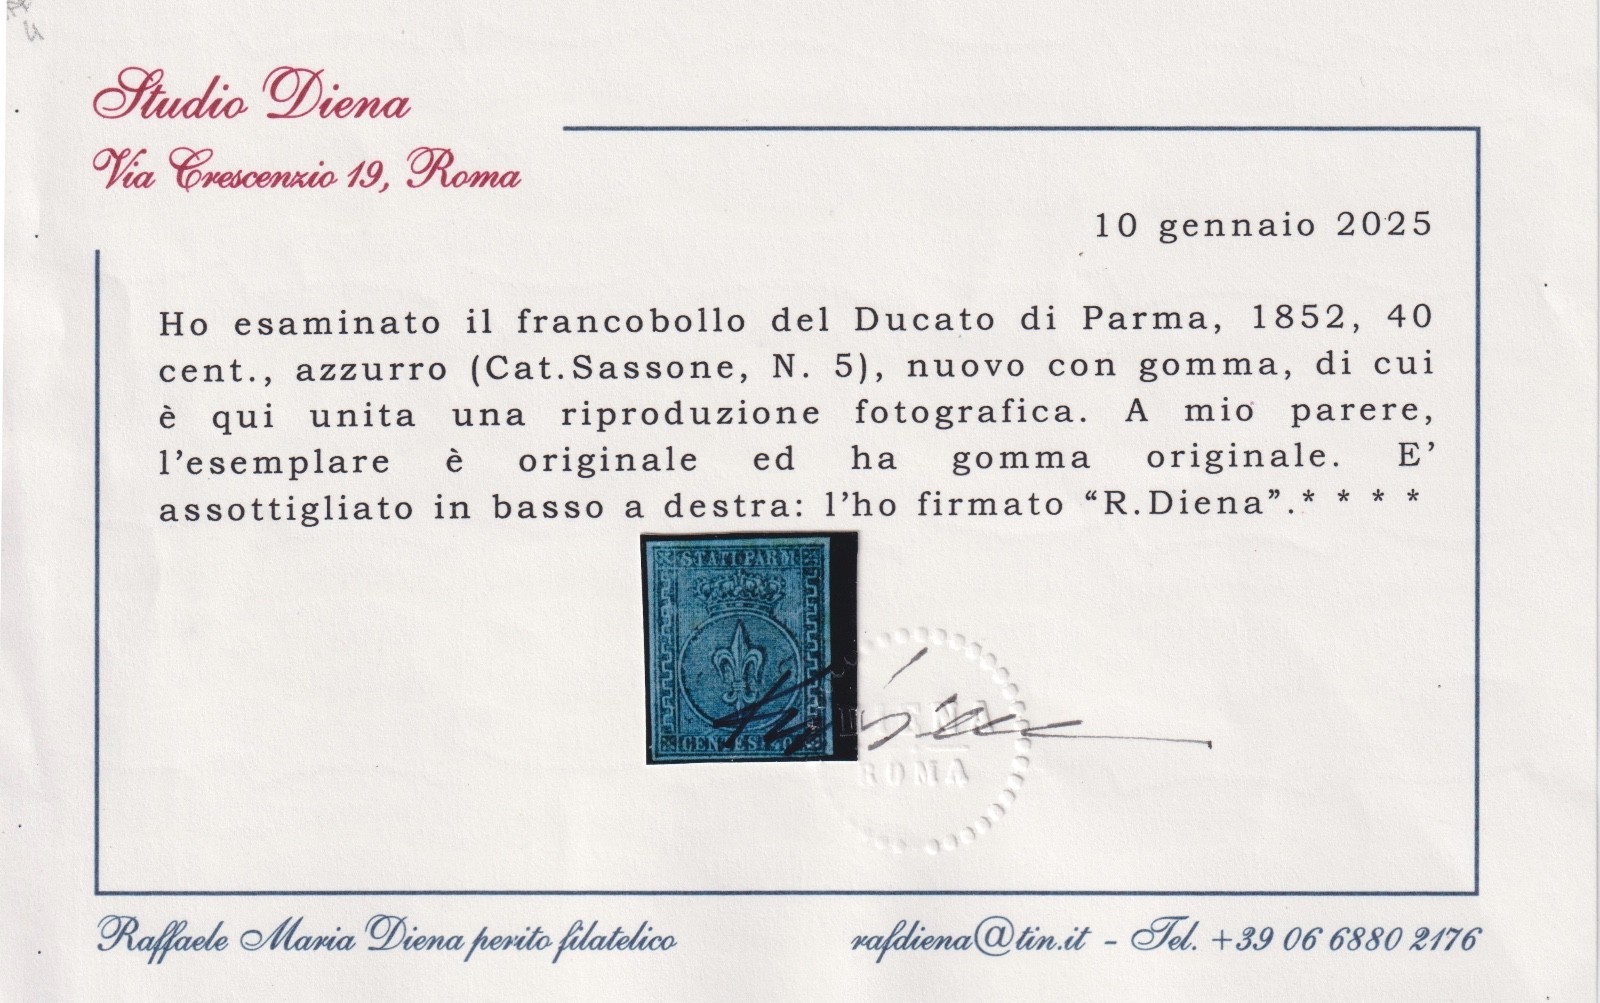 Studio Diena
Via Crescenzio 19, Roma
10 gennaio 2025
Ho esaminato il francobollo del Ducato di Parma, 1852, 40
cent., azzurro (Cat.Sassone, N. 5), nuovo con gomma, di cui
è qui unita una riproduzione fotografica. A mio parere,
l'esemplare è originale ed ha gomma originale. E'
assottigliato in basso a destra: l'ho firmato “R.Diena”.* * * *
STATI PARM
CENTES. 40
DIENA
ROMA
Raffaele Maria Diena perito filatelico
rafdiena@tin.it - Tel. +39 06 6880 2176